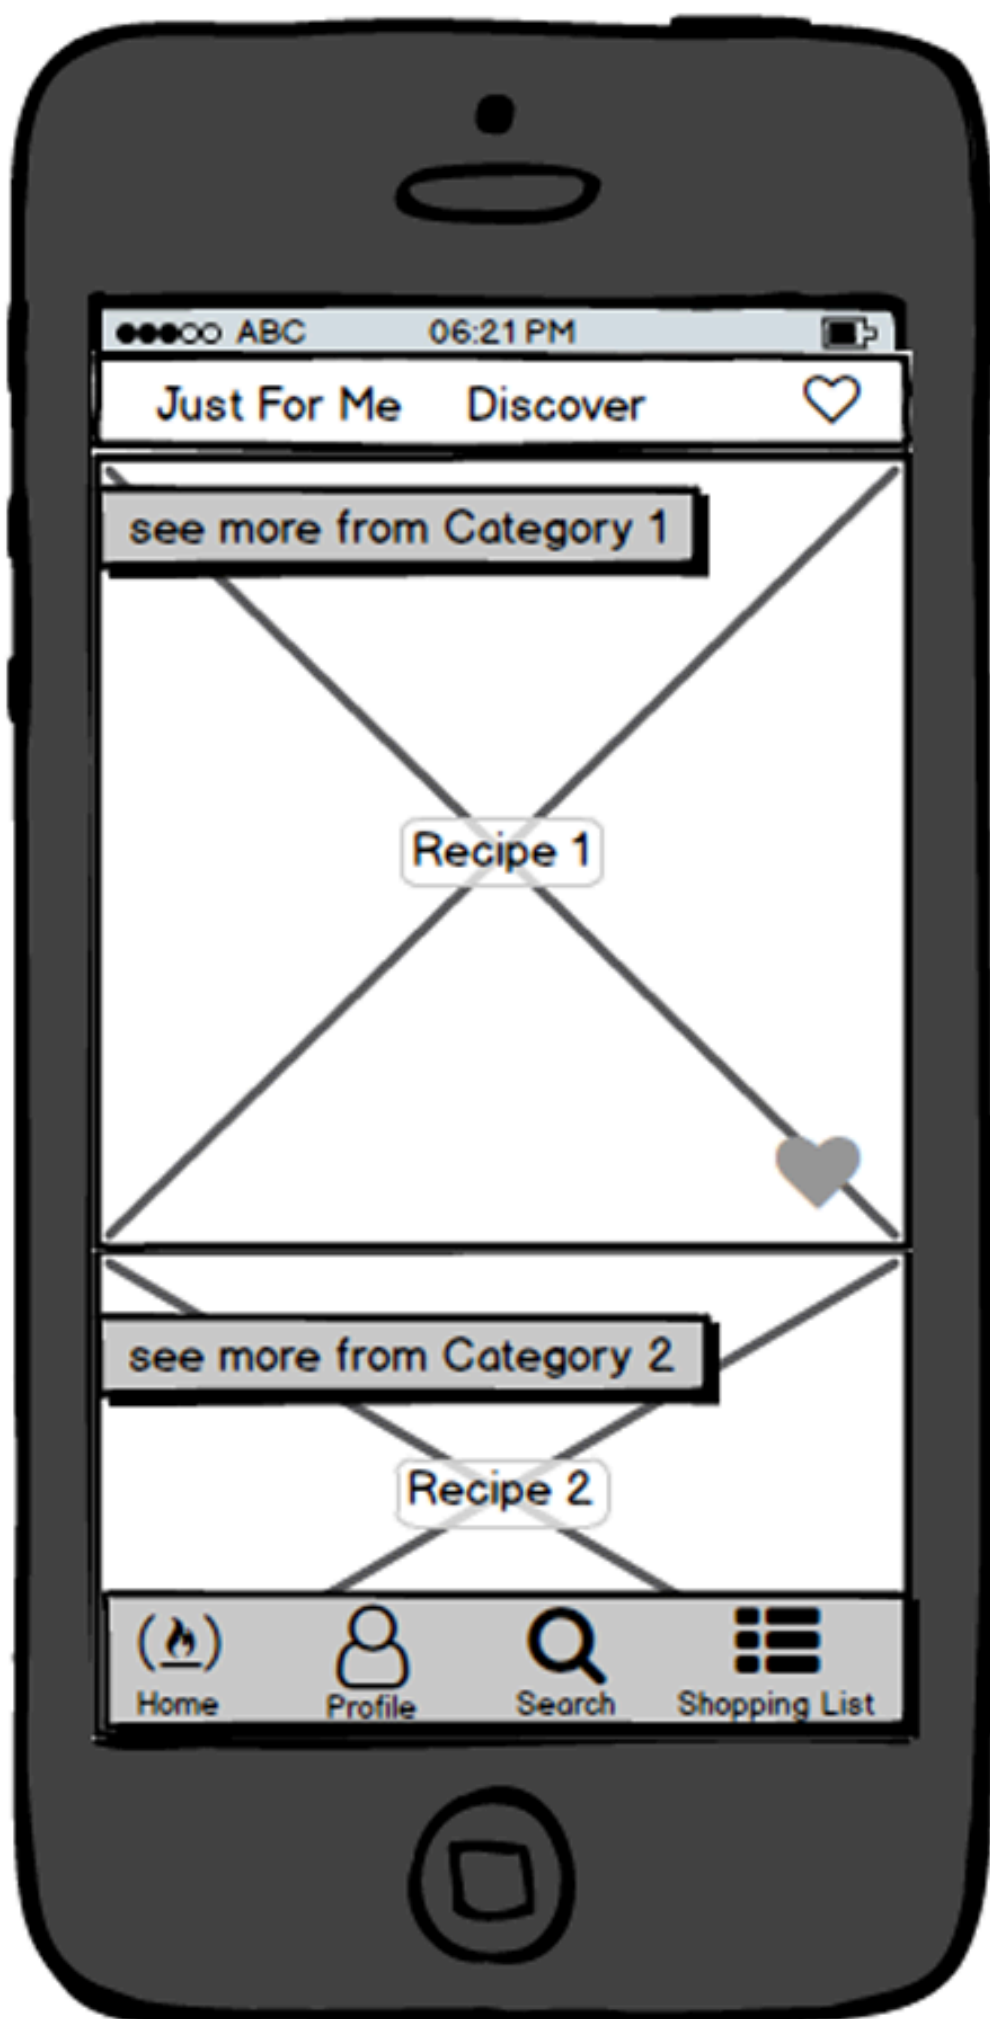 ABC 06:21 PM
Just For Me Discover
see more from Category 1
Recipe 1
see more from Category 2
Recipe 2
Home Profile Search Shopping List